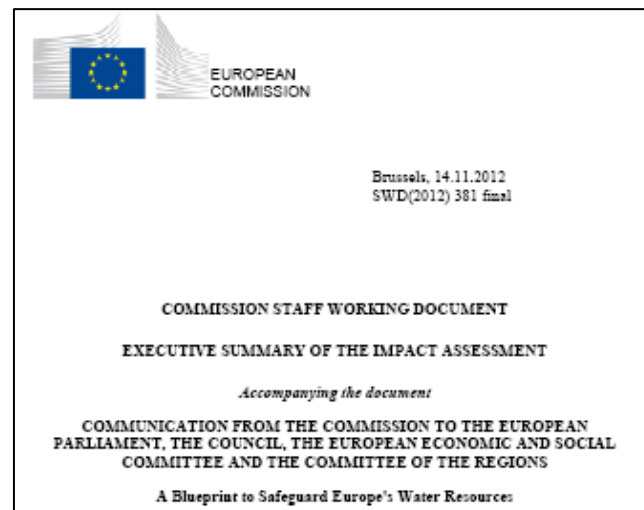 EUROPEAN
COMMISSION
Brussels, 14.11.2012
SWD(2012) 381 final
COMMISSION STAFF WORKING DOCUMENT
EXECUTIVE SUMMARY OF THE IMPACT ASSESSMENT
Accompanying the document
COMMUNICATION FROM THE COMMISSION TO THE EUROPEAN
PARLIAMENT, THE COUNCIL, THE EUROPEAN ECONOMIC AND SOCIAL
COMMITTEE AND THE COMMITTEE OF THE REGIONS
A Blueprint to Safeguard Europe's Water Resources